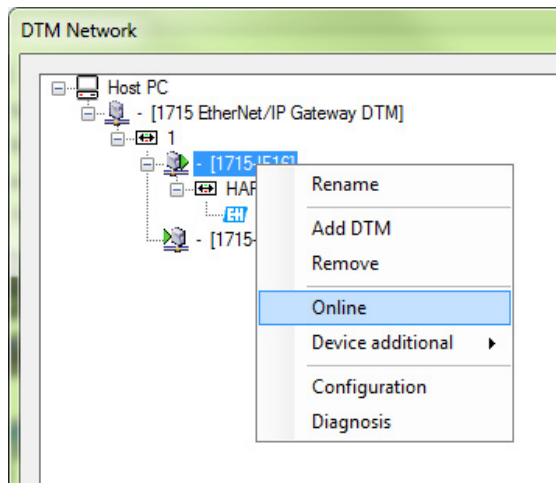 DTM Network
Host PC
- [1715 EtherNet/IP Gateway DTM]
1
- [1715-IF16]
HAR
EH
- [1715-
Rename
Add DTM
Remove
Online
Device additional
Configuration
Diagnosis